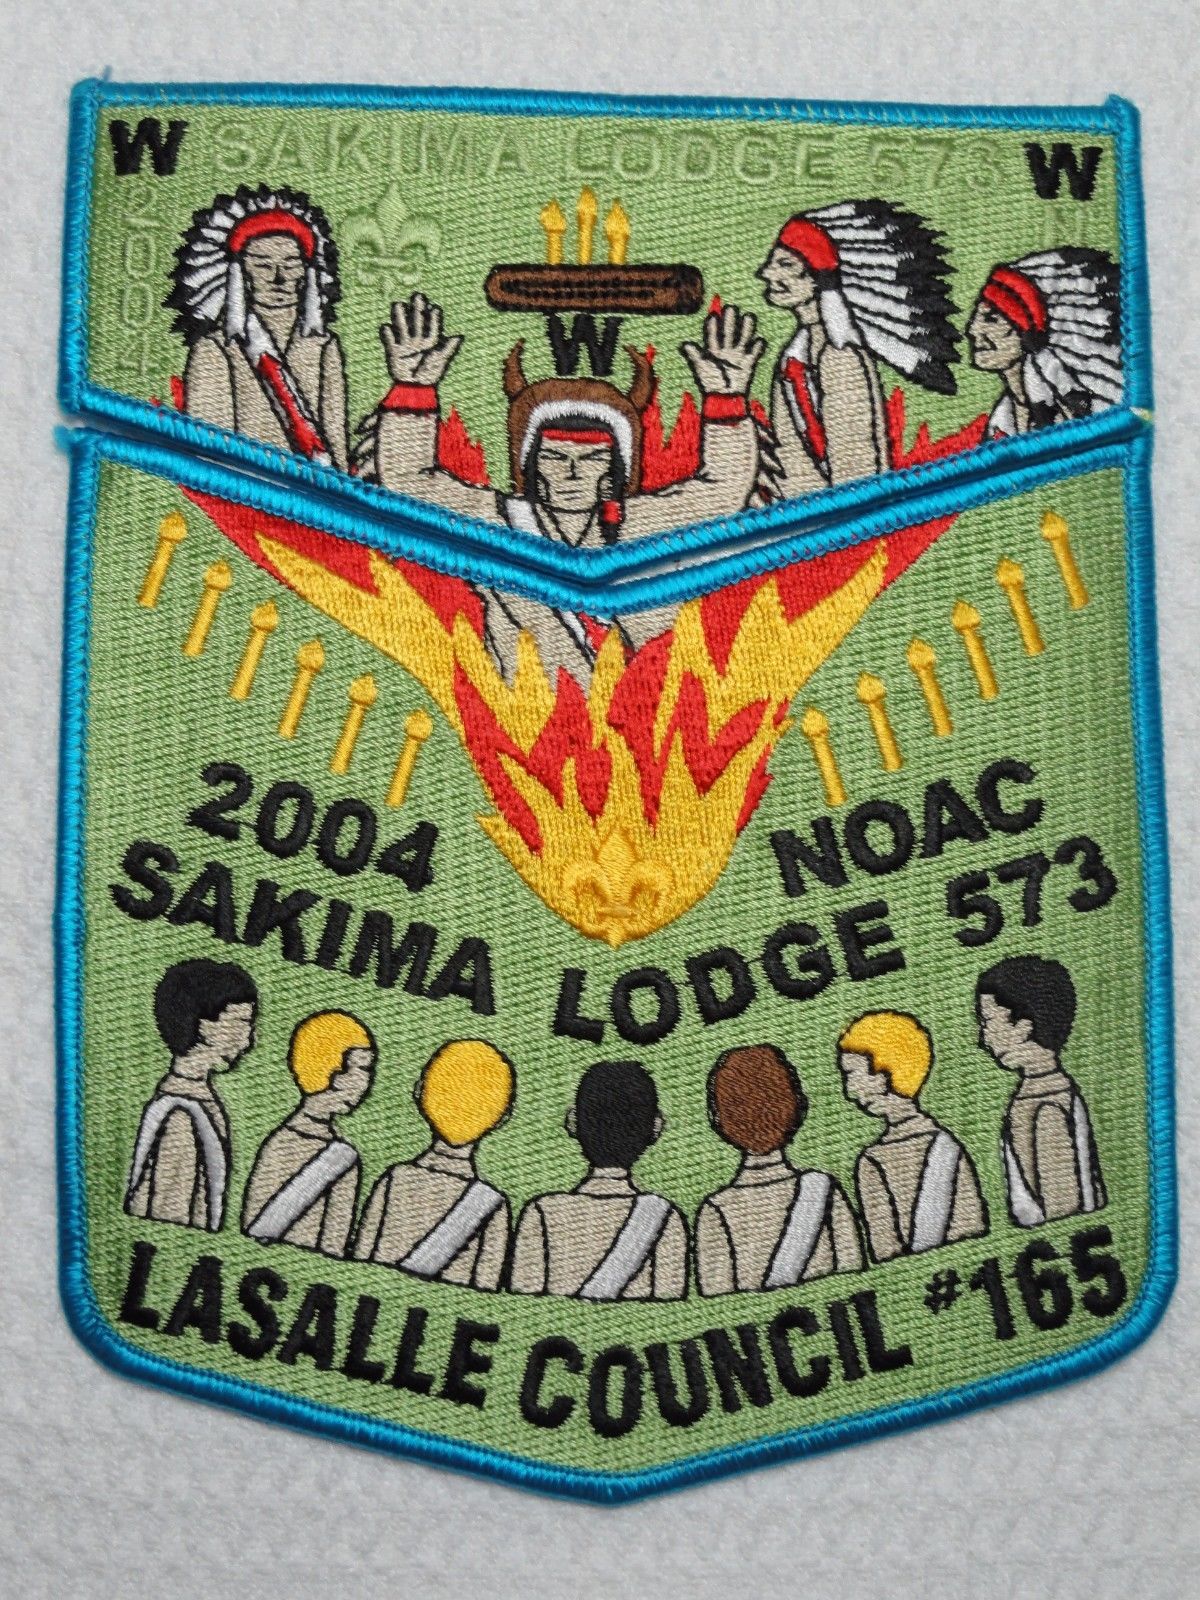 W SAKIMA LODGE 573 W
2004
N
W
2004 NOAC
SAKIMA LODGE 573
LASALLE COUNCIL #165